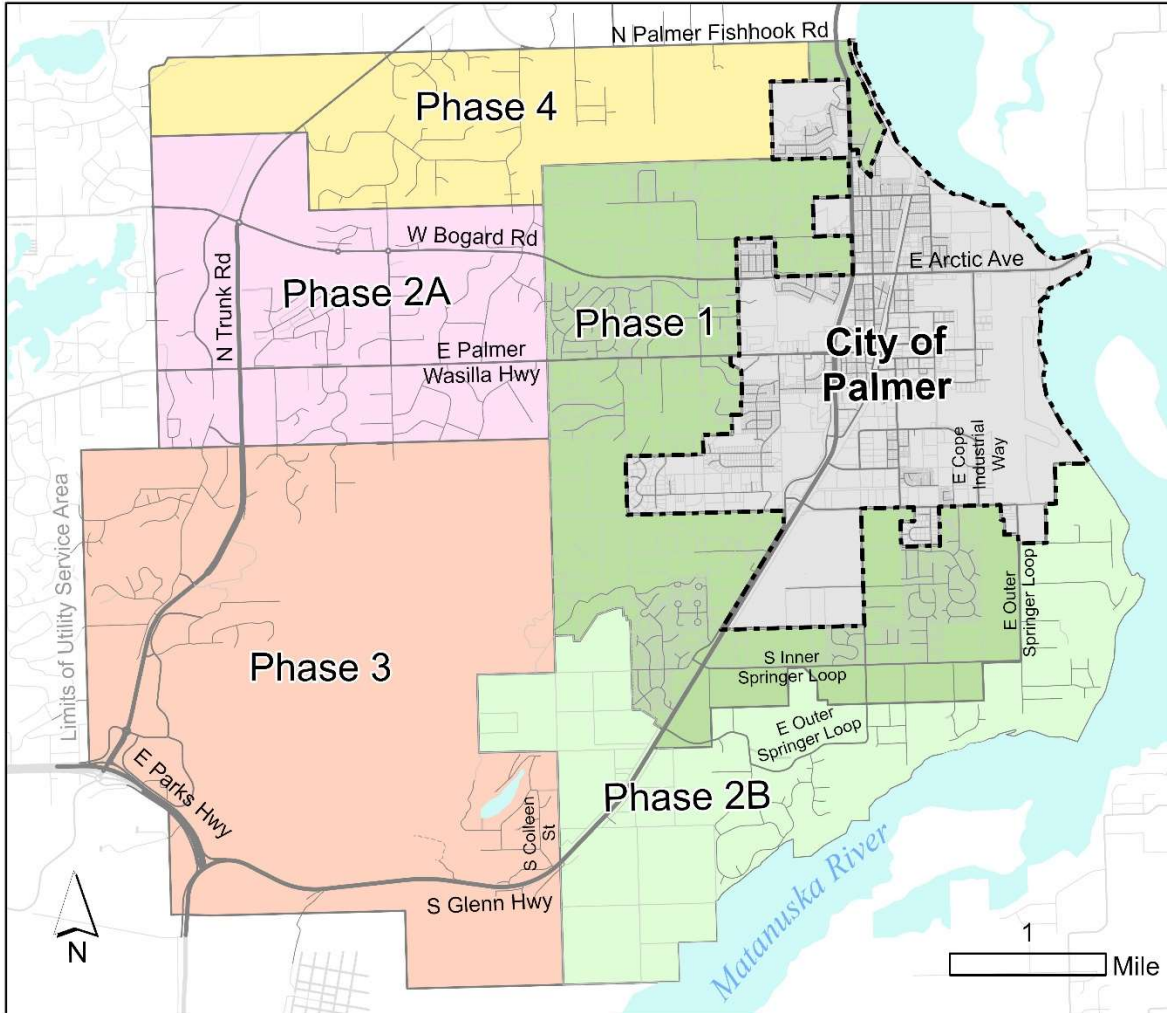 N Palmer Fishhook Rd
Phase 4
W Bogard Rd
E Arctic Ave
N Trunk Rd
Phase 2A
Phase 1
E Palmer
Wasilla Hwy
City of
Palmer
E Cope
Industrial
Way
Limits of Utility Service Area
E Outer
Springer Loop
Phase 3
S Inner
Springer Loop
E Outer
Springer Loop
E Parks Hwy
Phase 2B
S Colleen
St
S Glenn Hwy
Matanuska River
N
1
Mile